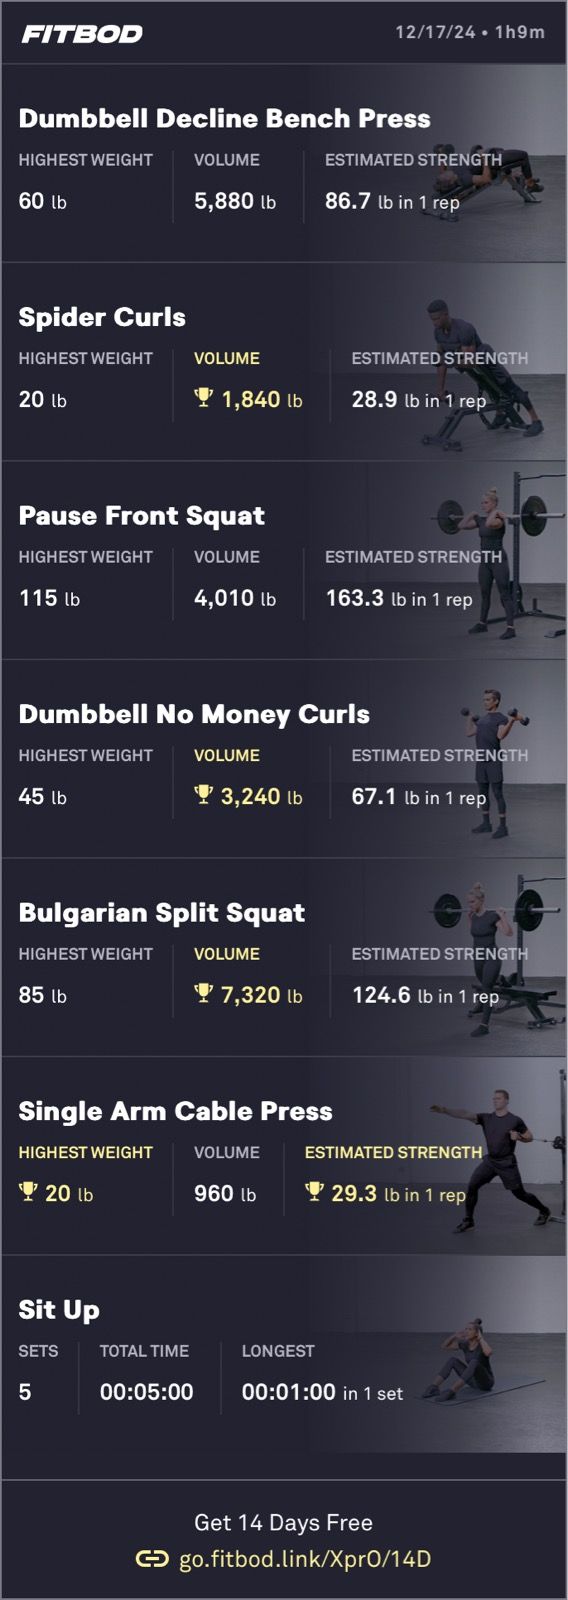 FITBOD
12/17/24 • 1h9m
Dumbbell Decline Bench Press
HIGHEST WEIGHT VOLUME ESTIMATED STRENGTH
60 lb 5,880 lb 86.7 lb in 1 rep
Spider Curls
HIGHEST WEIGHT VOLUME ESTIMATED STRENGTH
20 lb 1,840 lb 28.9 lb in 1 rep
Pause Front Squat
HIGHEST WEIGHT VOLUME ESTIMATED STRENGTH
115 lb 4,010 lb 163.3 lb in 1 rep
Dumbbell No Money Curls
HIGHEST WEIGHT VOLUME ESTIMATED STRENGTH
45 lb 3,240 lb 67.1 lb in 1 rep
Bulgarian Split Squat
HIGHEST WEIGHT VOLUME ESTIMATED STRENGTH
85 lb 7,320 lb 124.6 lb in 1 rep
Single Arm Cable Press
HIGHEST WEIGHT VOLUME ESTIMATED STRENGTH
20 lb 960 lb 29.3 lb in 1 rep
Sit Up
SETS TOTAL TIME LONGEST
5 00:05:00 00:01:00 in 1 set
Get 14 Days Free
go.fitbod.link/XprO/14D